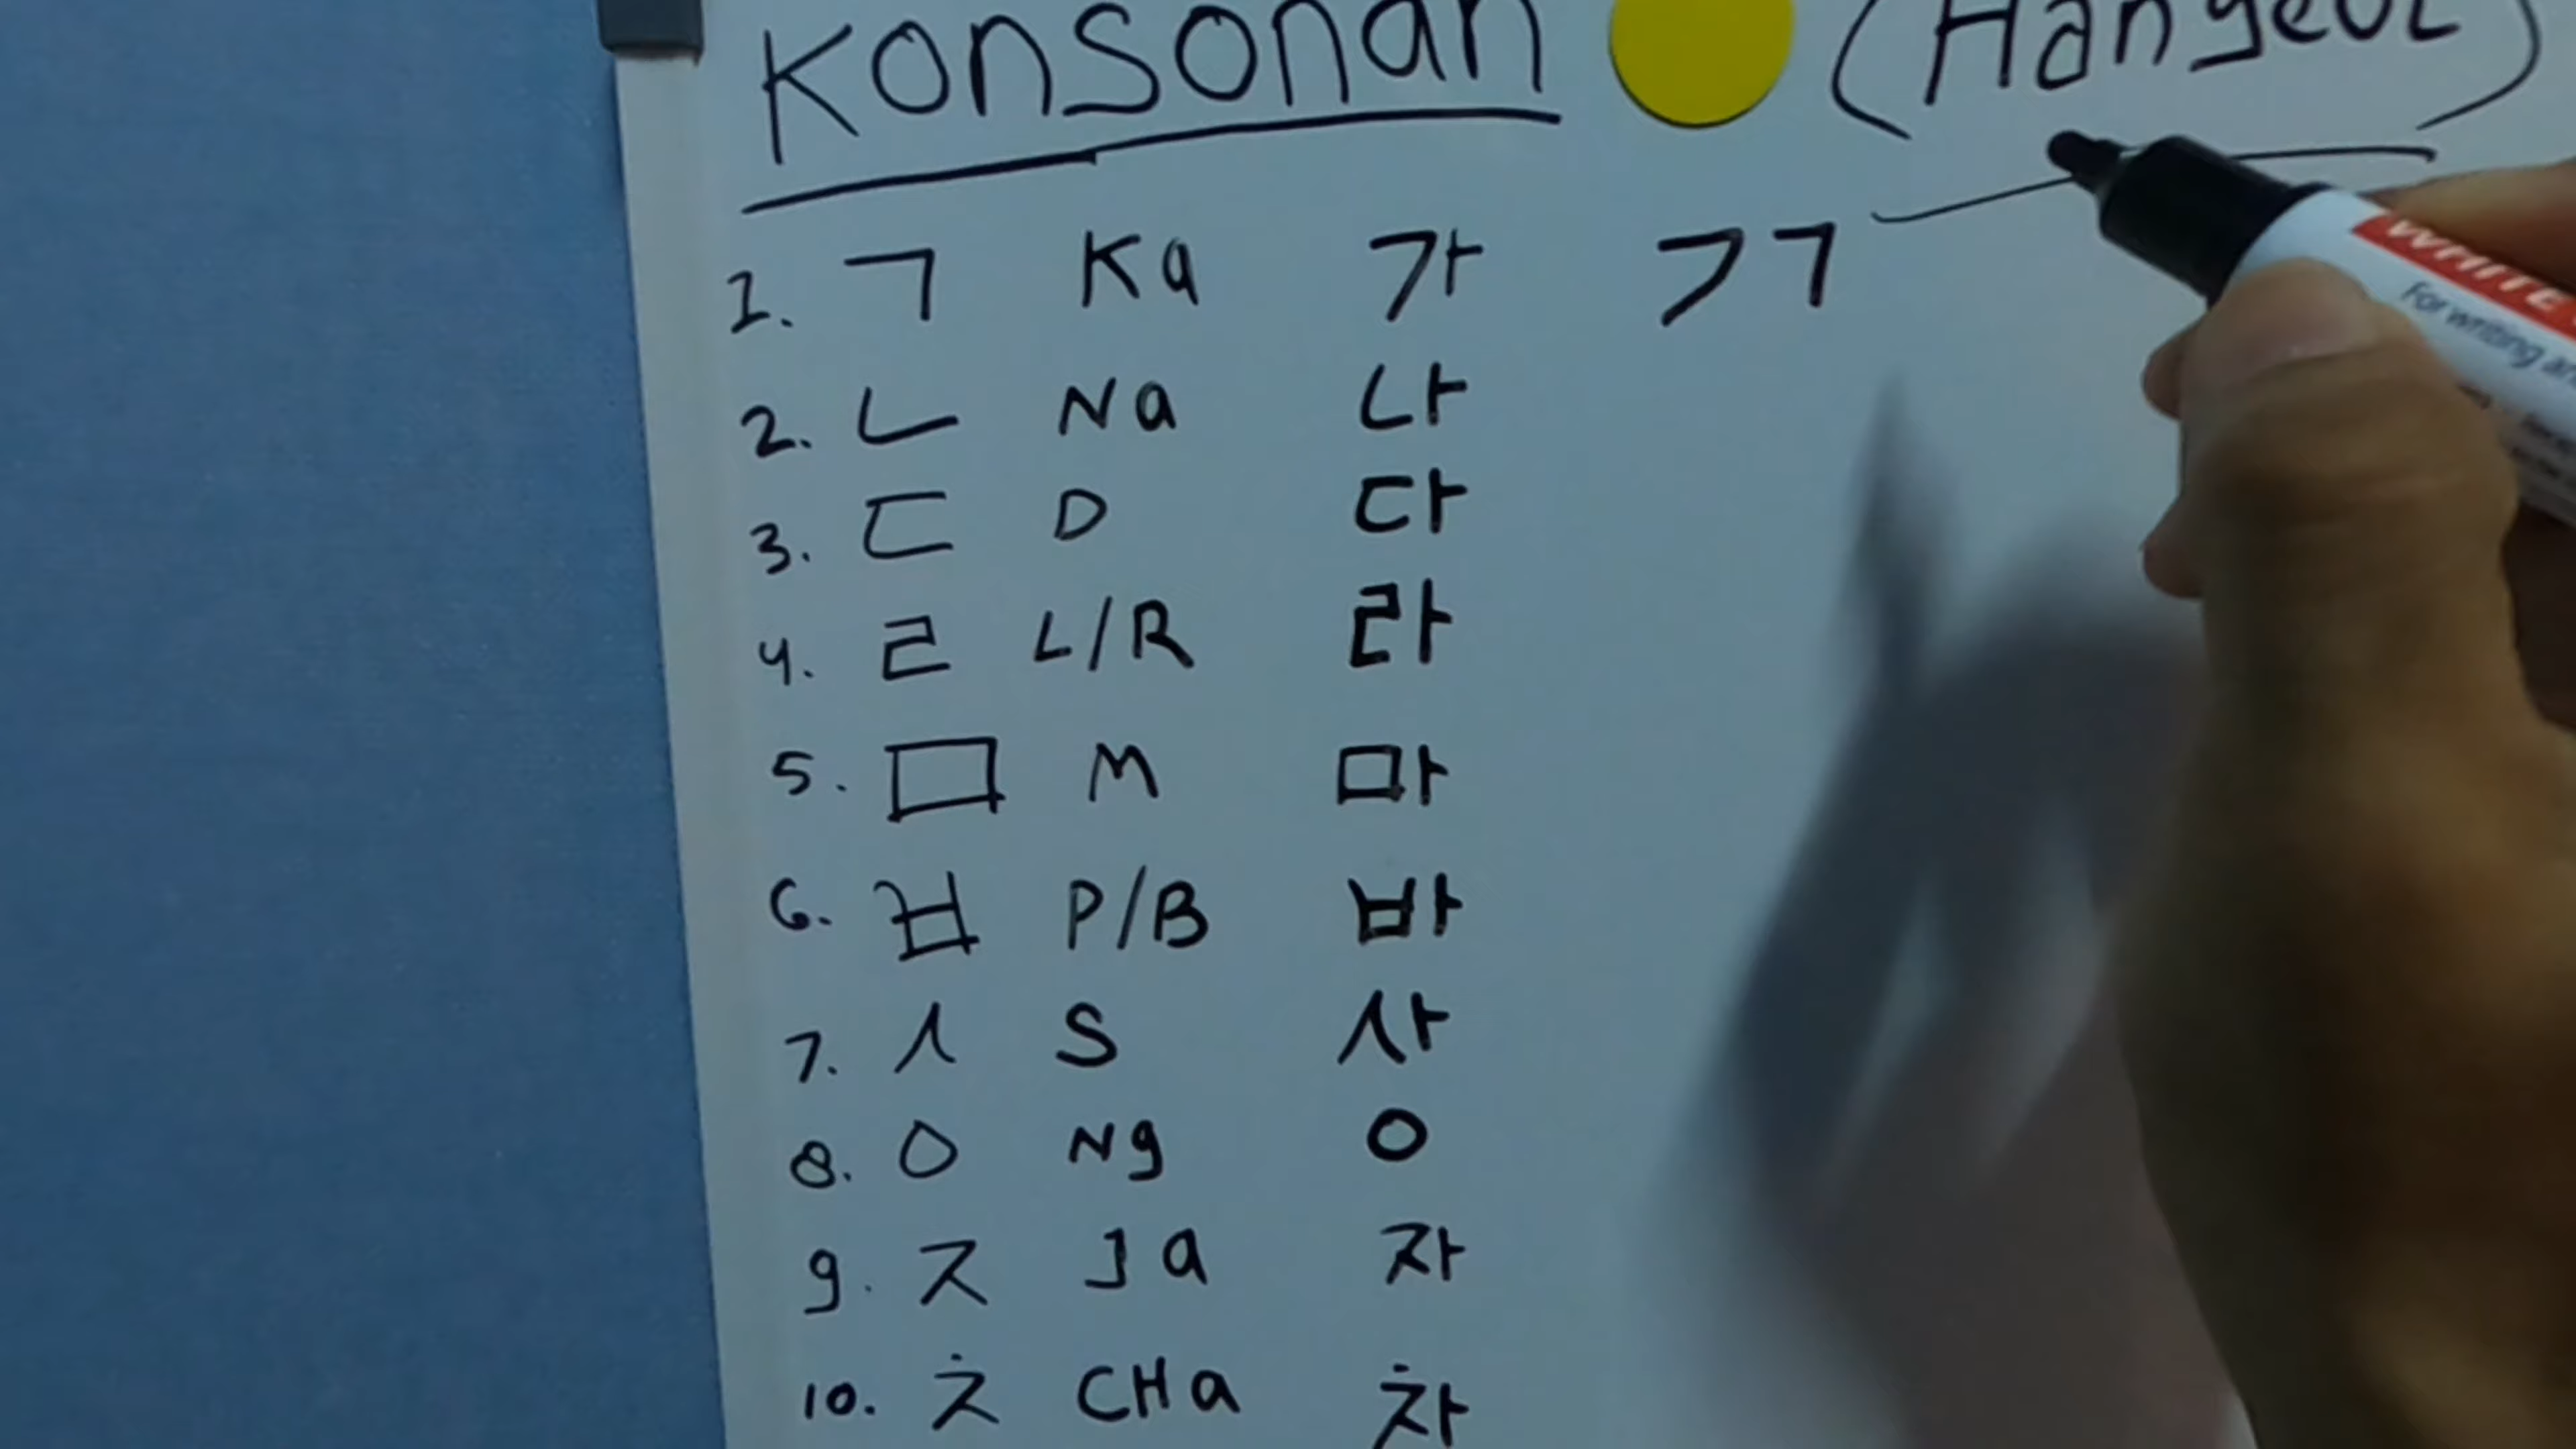 Konsonan (Hangeul)
1. ㄱ Ka 가 ㄱㄱ
2. ㄴ Na 나
3. ㄷ D 다
4. ㄹ L/R 라
5. ㅁ M 마
6. ㅂ P/B 바
7. ㅅ S 사
8. ㅇ Ng ㅇ
9. ㅈ Ja 자
10. ㅊ CHa 차
WHITE
For writing